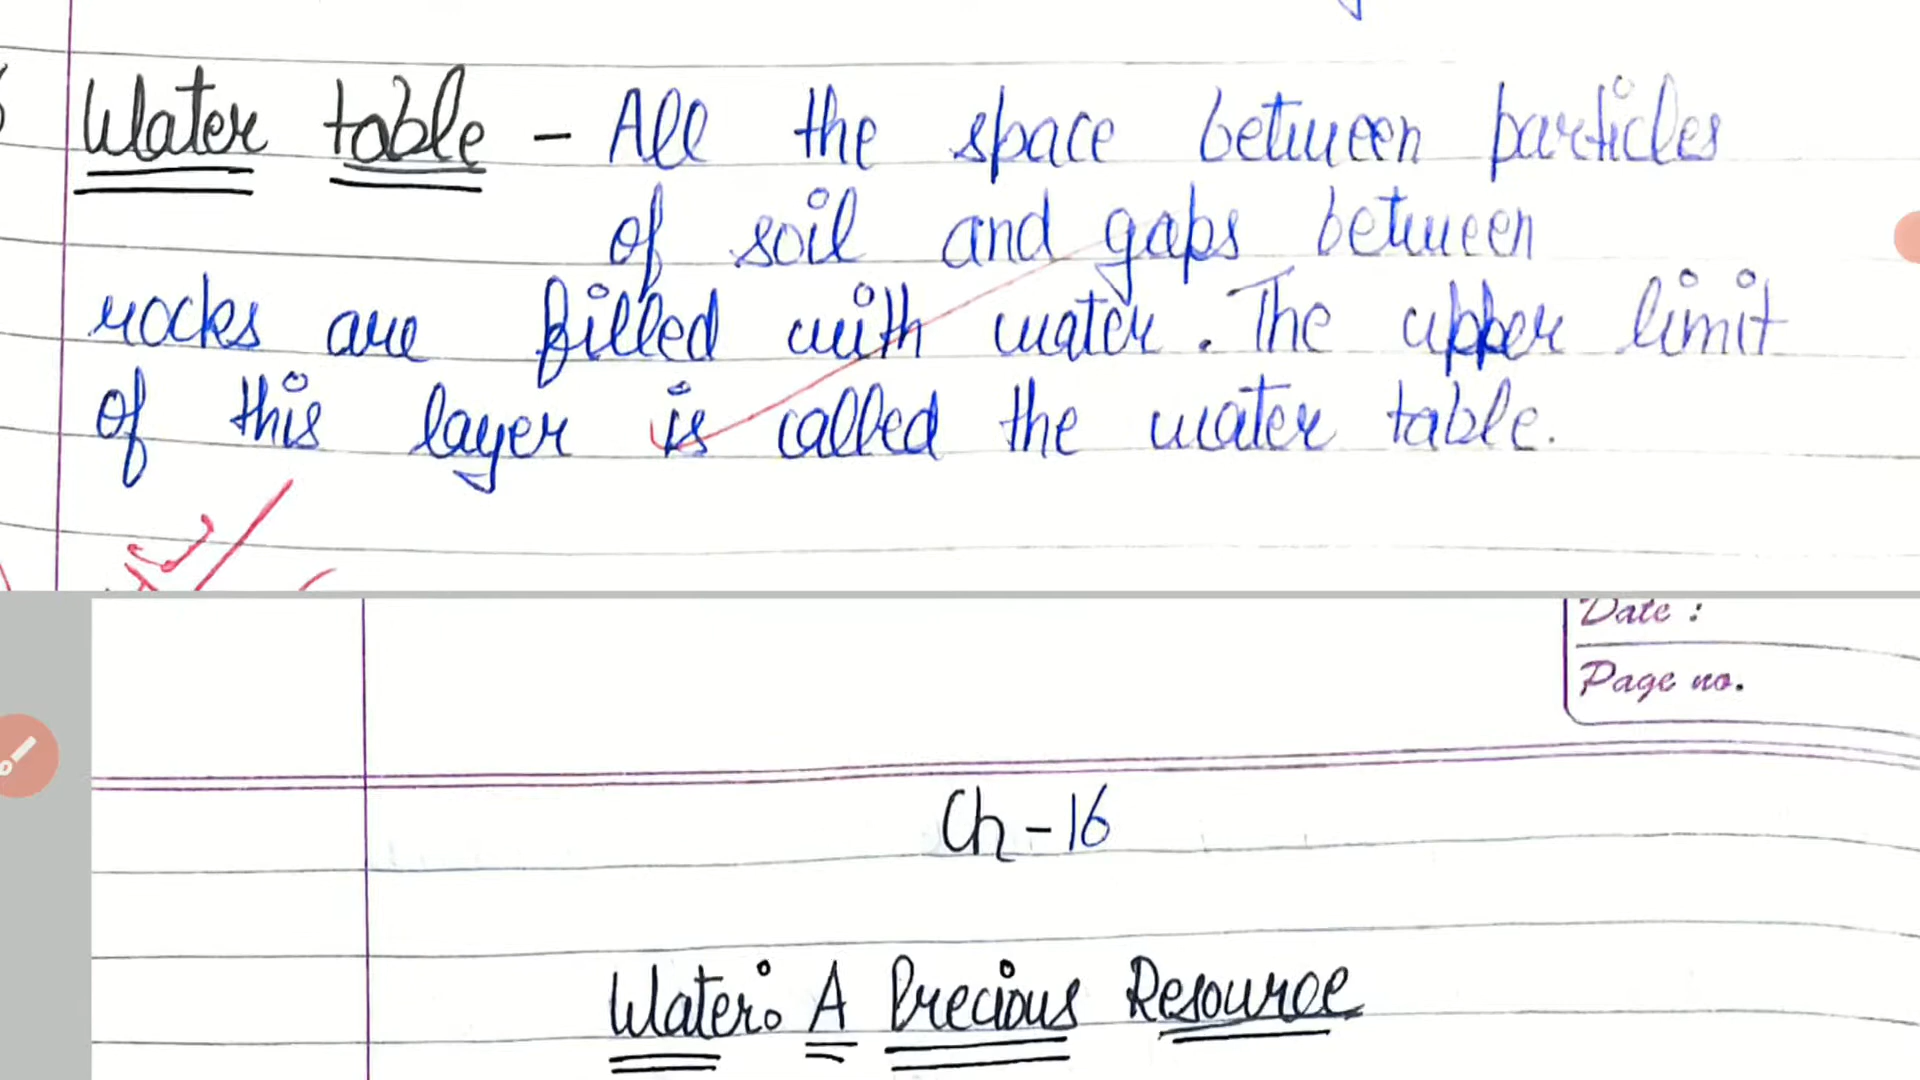 Water table - All the space between particles
of soil and gaps between
rocks are filled with water. The upper limit
of this layer is called the water table.
Date :
Page no.
Ch-16
Water: A Precious Resource